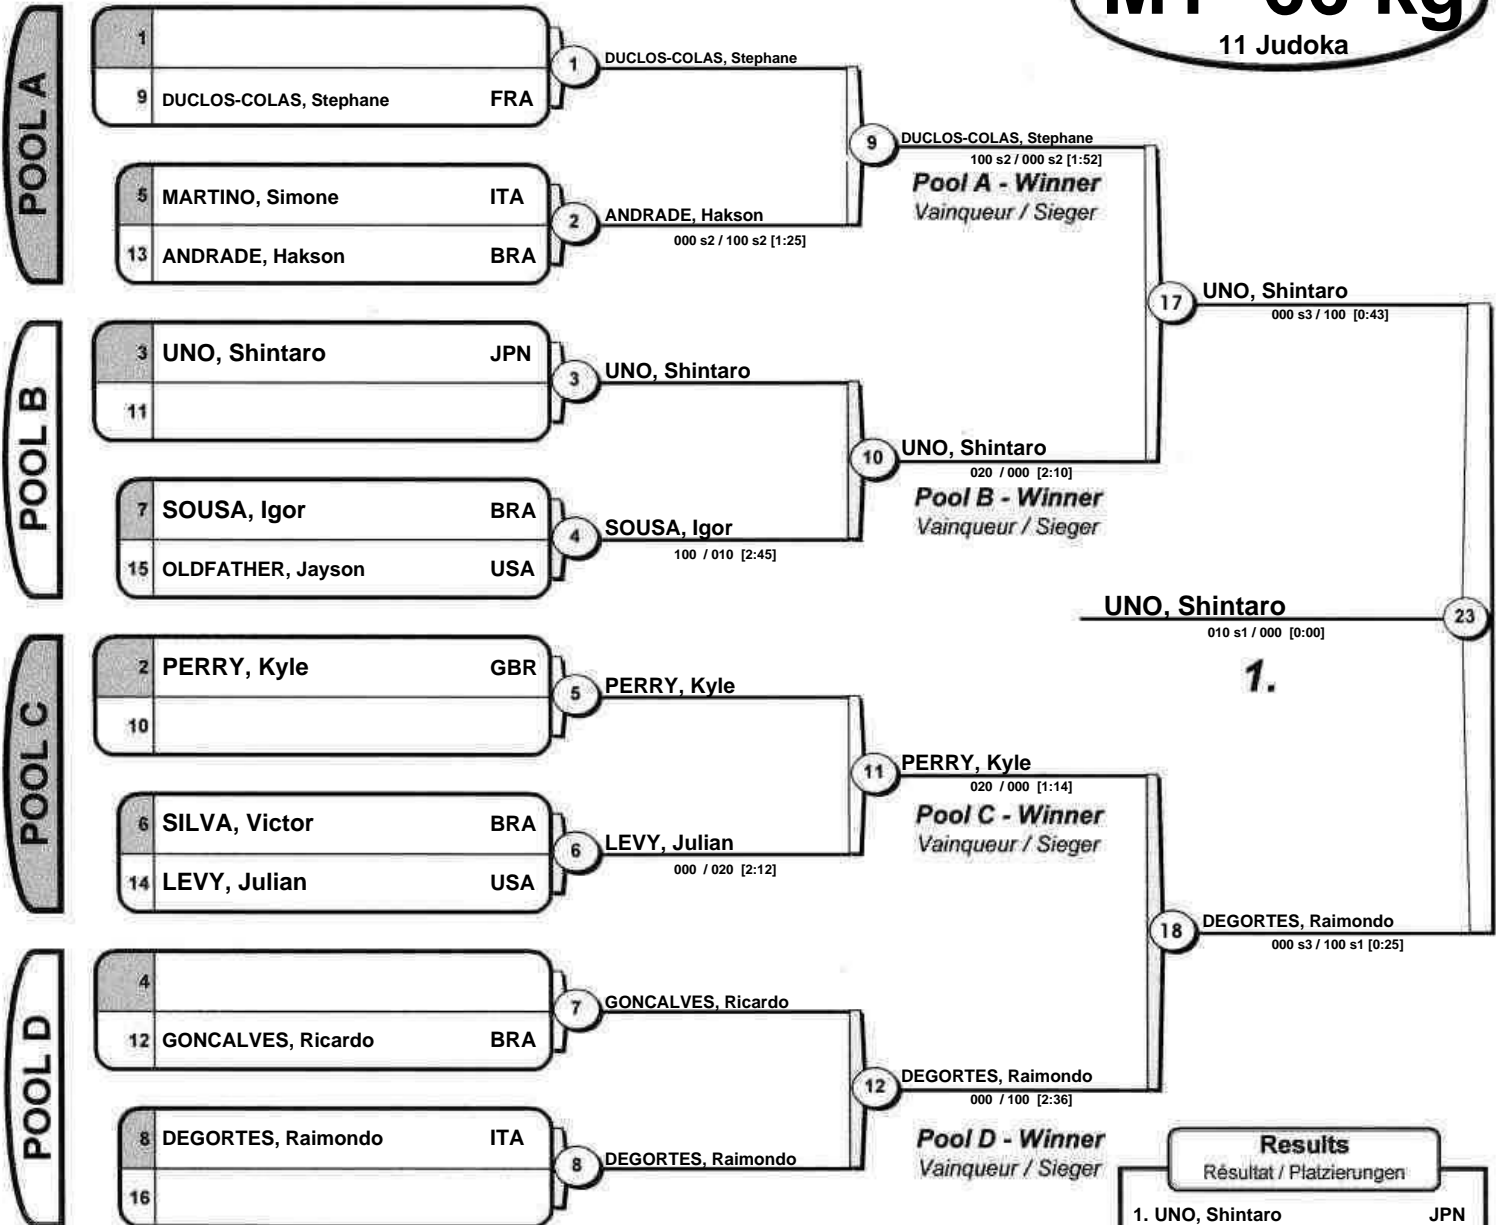 M1 -66 kg
11 Judoka
POOL A
1
9 DUCLOS-COLAS, Stephane FRA
5 MARTINO, Simone ITA
13 ANDRADE, Hakson BRA
1 DUCLOS-COLAS, Stephane
2 ANDRADE, Hakson
000 s2 / 100 s2 [1:25]
9 DUCLOS-COLAS, Stephane
100 s2 / 000 s2 [1:52]
Pool A - Winner
Vainqueur / Sieger
POOL B
3 UNO, Shintaro JPN
11
7 SOUSA, Igor BRA
15 OLDFATHER, Jayson USA
3 UNO, Shintaro
4 SOUSA, Igor
100 / 010 [2:45]
10 UNO, Shintaro
020 / 000 [2:10]
Pool B - Winner
Vainqueur / Sieger
17 UNO, Shintaro
000 s3 / 100 [0:43]
UNO, Shintaro 23
010 s1 / 000 [0:00]
1.
POOL C
2 PERRY, Kyle GBR
10
6 SILVA, Victor BRA
14 LEVY, Julian USA
5 PERRY, Kyle
6 LEVY, Julian
000 / 020 [2:12]
11 PERRY, Kyle
020 / 000 [1:14]
Pool C - Winner
Vainqueur / Sieger
18 DEGORTES, Raimondo
000 s3 / 100 s1 [0:25]
POOL D
4
12 GONCALVES, Ricardo BRA
8 DEGORTES, Raimondo ITA
16
7 GONCALVES, Ricardo
8 DEGORTES, Raimondo
12 DEGORTES, Raimondo
000 / 100 [2:36]
Pool D - Winner
Vainqueur / Sieger
Results
Résultat / Platzierungen
1. UNO, Shintaro JPN